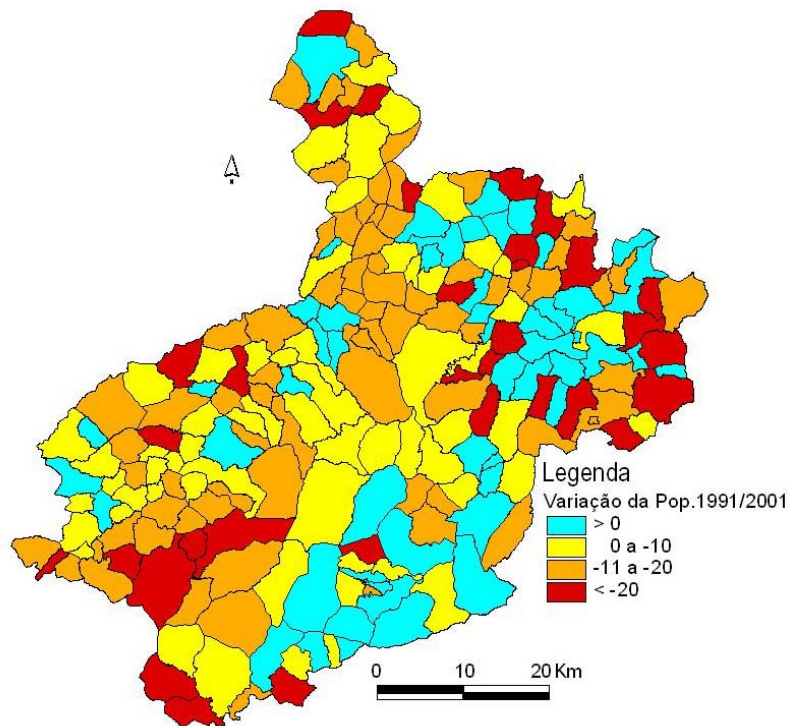 Legenda
Variação da Pop.1991/2001
> 0
0 a -10
-11 a -20
< -20
0 10 20 Km